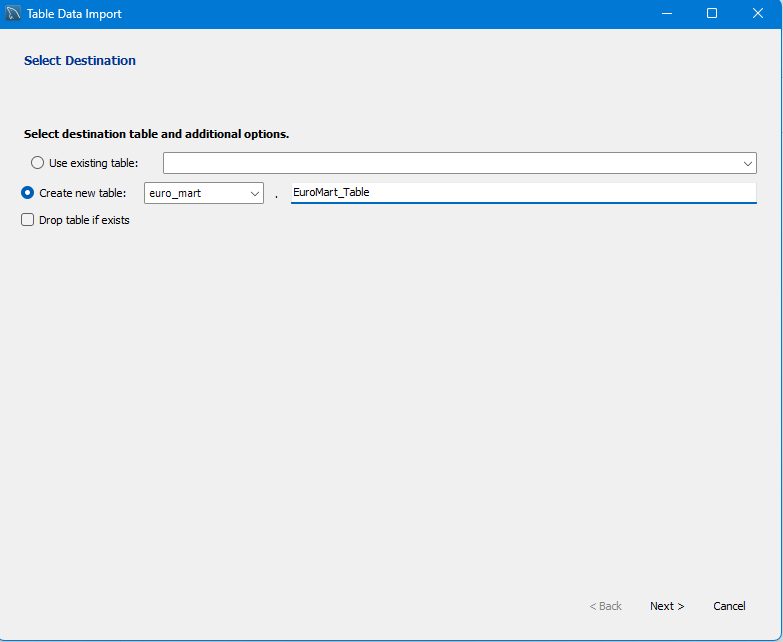 Table Data Import
Select Destination
Select destination table and additional options.
Use existing table:
Create new table: euro_mart . EuroMart_Table
Drop table if exists
< Back Next > Cancel